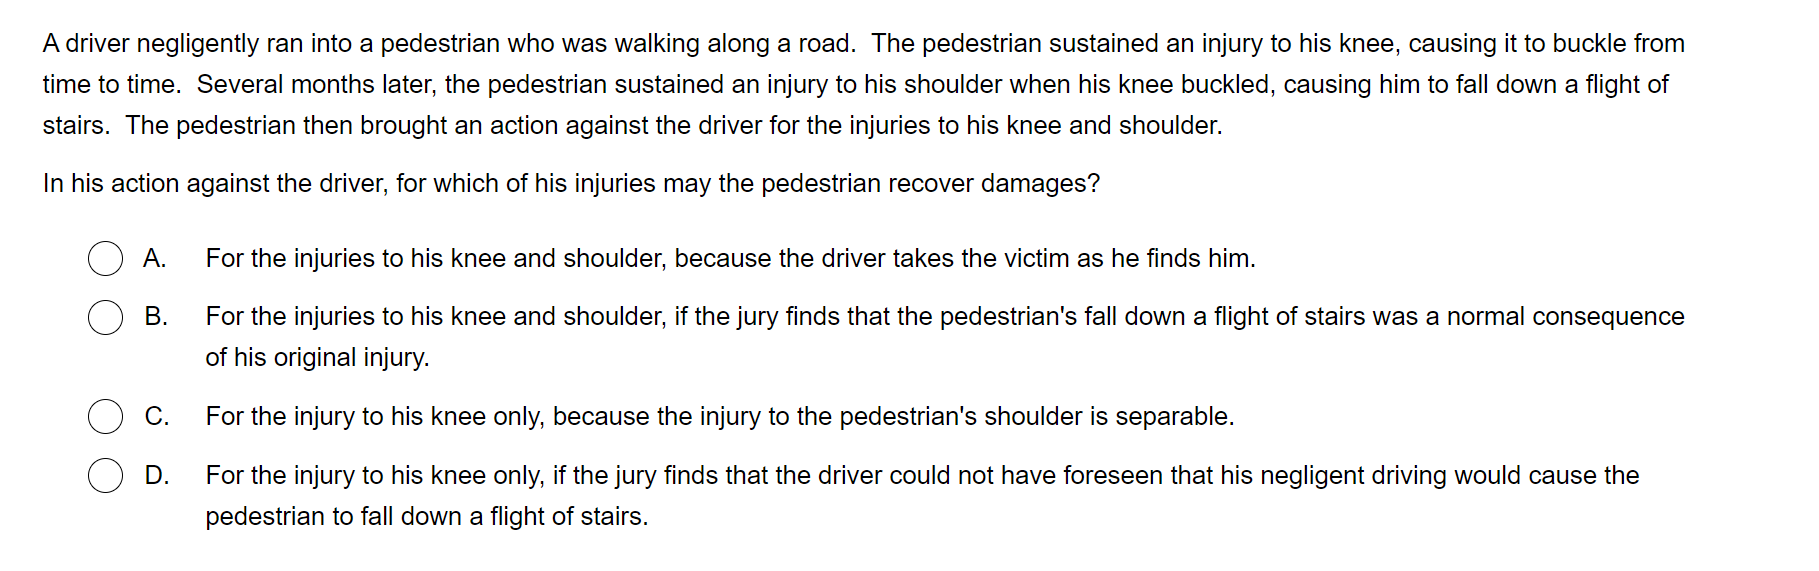 A driver negligently ran into a pedestrian who was walking along a road.  The pedestrian sustained an injury to his knee, causing it to buckle from
time to time.  Several months later, the pedestrian sustained an injury to his shoulder when his knee buckled, causing him to fall down a flight of
stairs.  The pedestrian then brought an action against the driver for the injuries to his knee and shoulder.
In his action against the driver, for which of his injuries may the pedestrian recover damages?
A. For the injuries to his knee and shoulder, because the driver takes the victim as he finds him.
B. For the injuries to his knee and shoulder, if the jury finds that the pedestrian's fall down a flight of stairs was a normal consequence
of his original injury.
C. For the injury to his knee only, because the injury to the pedestrian's shoulder is separable.
D. For the injury to his knee only, if the jury finds that the driver could not have foreseen that his negligent driving would cause the
pedestrian to fall down a flight of stairs.